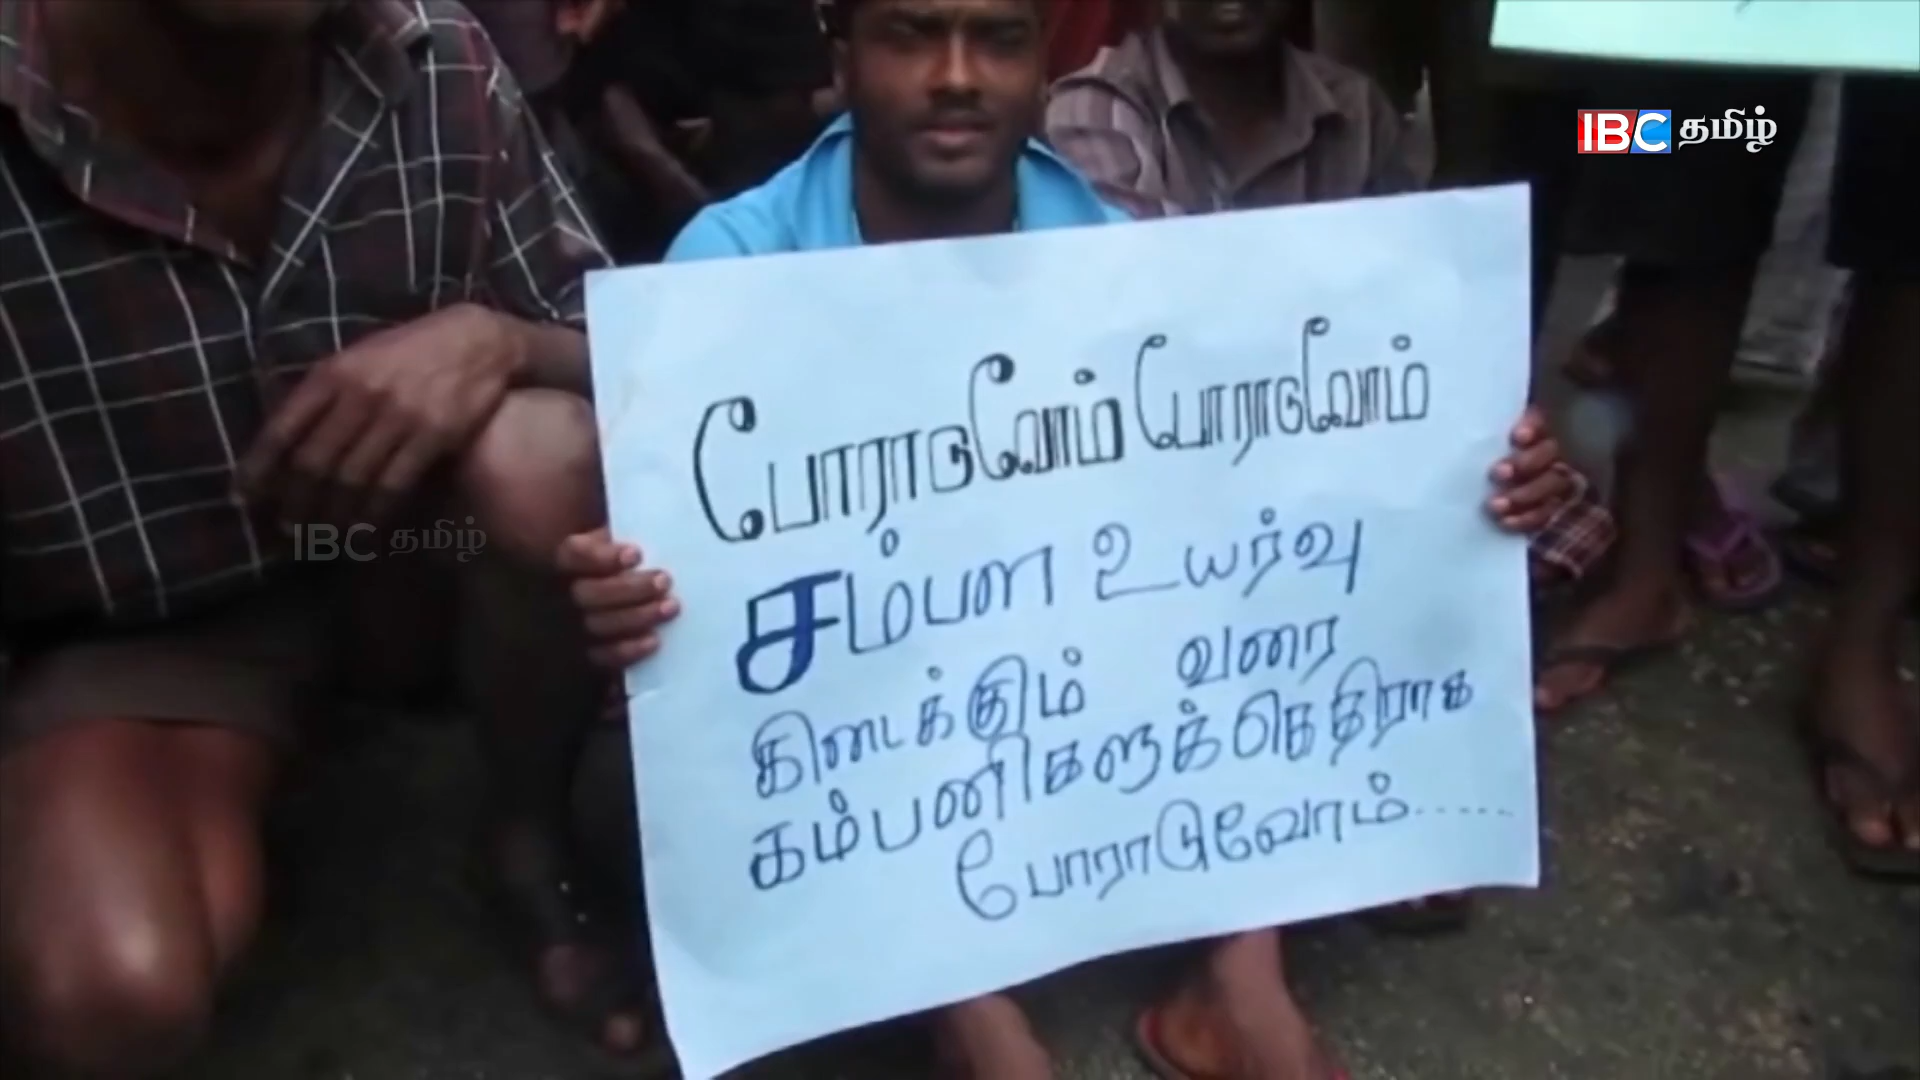 IBC தமிழ்
போராடுவோம் போராடுவோம்
சம்பள உயர்வு
கிடைக்கும் வரை
கம்பனிகளுக்கெதிராக
போராடுவோம்......
IBC தமிழ்